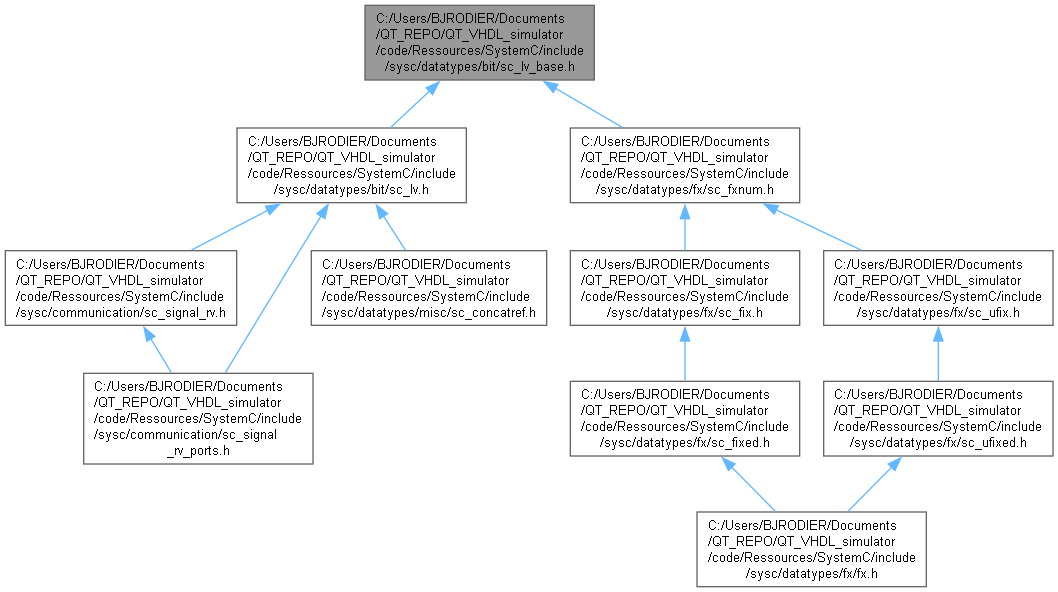 C:/Users/BJRODIER/Documents
/QT_REPO/QT_VHDL_simulator
/code/Ressources/SystemC/include
/sysc/datatypes/bit/sc_lv_base.h
C:/Users/BJRODIER/Documents
/QT_REPO/QT_VHDL_simulator
/code/Ressources/SystemC/include
/sysc/datatypes/bit/sc_lv.h
C:/Users/BJRODIER/Documents
/QT_REPO/QT_VHDL_simulator
/code/Ressources/SystemC/include
/sysc/datatypes/fx/sc_fxnum.h
C:/Users/BJRODIER/Documents
/QT_REPO/QT_VHDL_simulator
/code/Ressources/SystemC/include
/sysc/communication/sc_signal_rv.h
C:/Users/BJRODIER/Documents
/QT_REPO/QT_VHDL_simulator
/code/Ressources/SystemC/include
/sysc/datatypes/misc/sc_concatref.h
C:/Users/BJRODIER/Documents
/QT_REPO/QT_VHDL_simulator
/code/Ressources/SystemC/include
/sysc/datatypes/fx/sc_fix.h
C:/Users/BJRODIER/Documents
/QT_REPO/QT_VHDL_simulator
/code/Ressources/SystemC/include
/sysc/datatypes/fx/sc_ufix.h
C:/Users/BJRODIER/Documents
/QT_REPO/QT_VHDL_simulator
/code/Ressources/SystemC/include
/sysc/communication/sc_signal
_rv_ports.h
C:/Users/BJRODIER/Documents
/QT_REPO/QT_VHDL_simulator
/code/Ressources/SystemC/include
/sysc/datatypes/fx/sc_fixed.h
C:/Users/BJRODIER/Documents
/QT_REPO/QT_VHDL_simulator
/code/Ressources/SystemC/include
/sysc/datatypes/fx/sc_ufixed.h
C:/Users/BJRODIER/Documents
/QT_REPO/QT_VHDL_simulator
/code/Ressources/SystemC/include
/sysc/datatypes/fx/fx.h